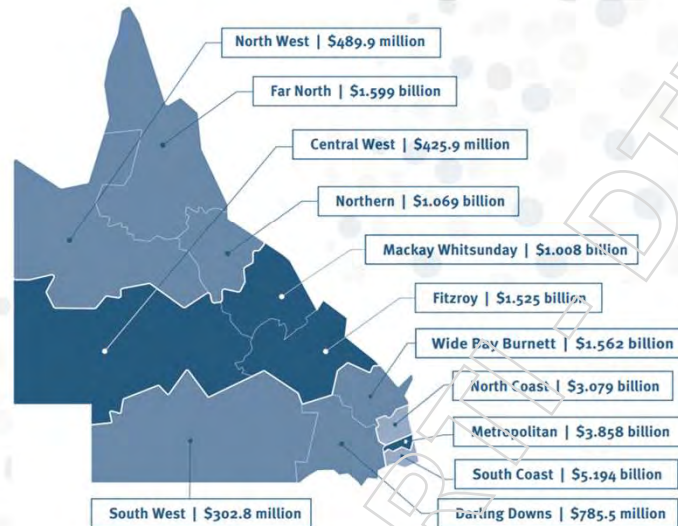 North West | $489.9 million
Far North | $1.599 billion
Central West | $425.9 million
Northern | $1.069 billion
Mackay Whitsunday | $1.008 billion
Fitzroy | $1.525 billion
Wide Bay Burnett | $1.562 billion
North Coast | $3.079 billion
Metropolitan | $3.858 billion
South Coast | $5.194 billion
South West | $302.8 million
Darling Downs | $785.5 million
RTI - DT